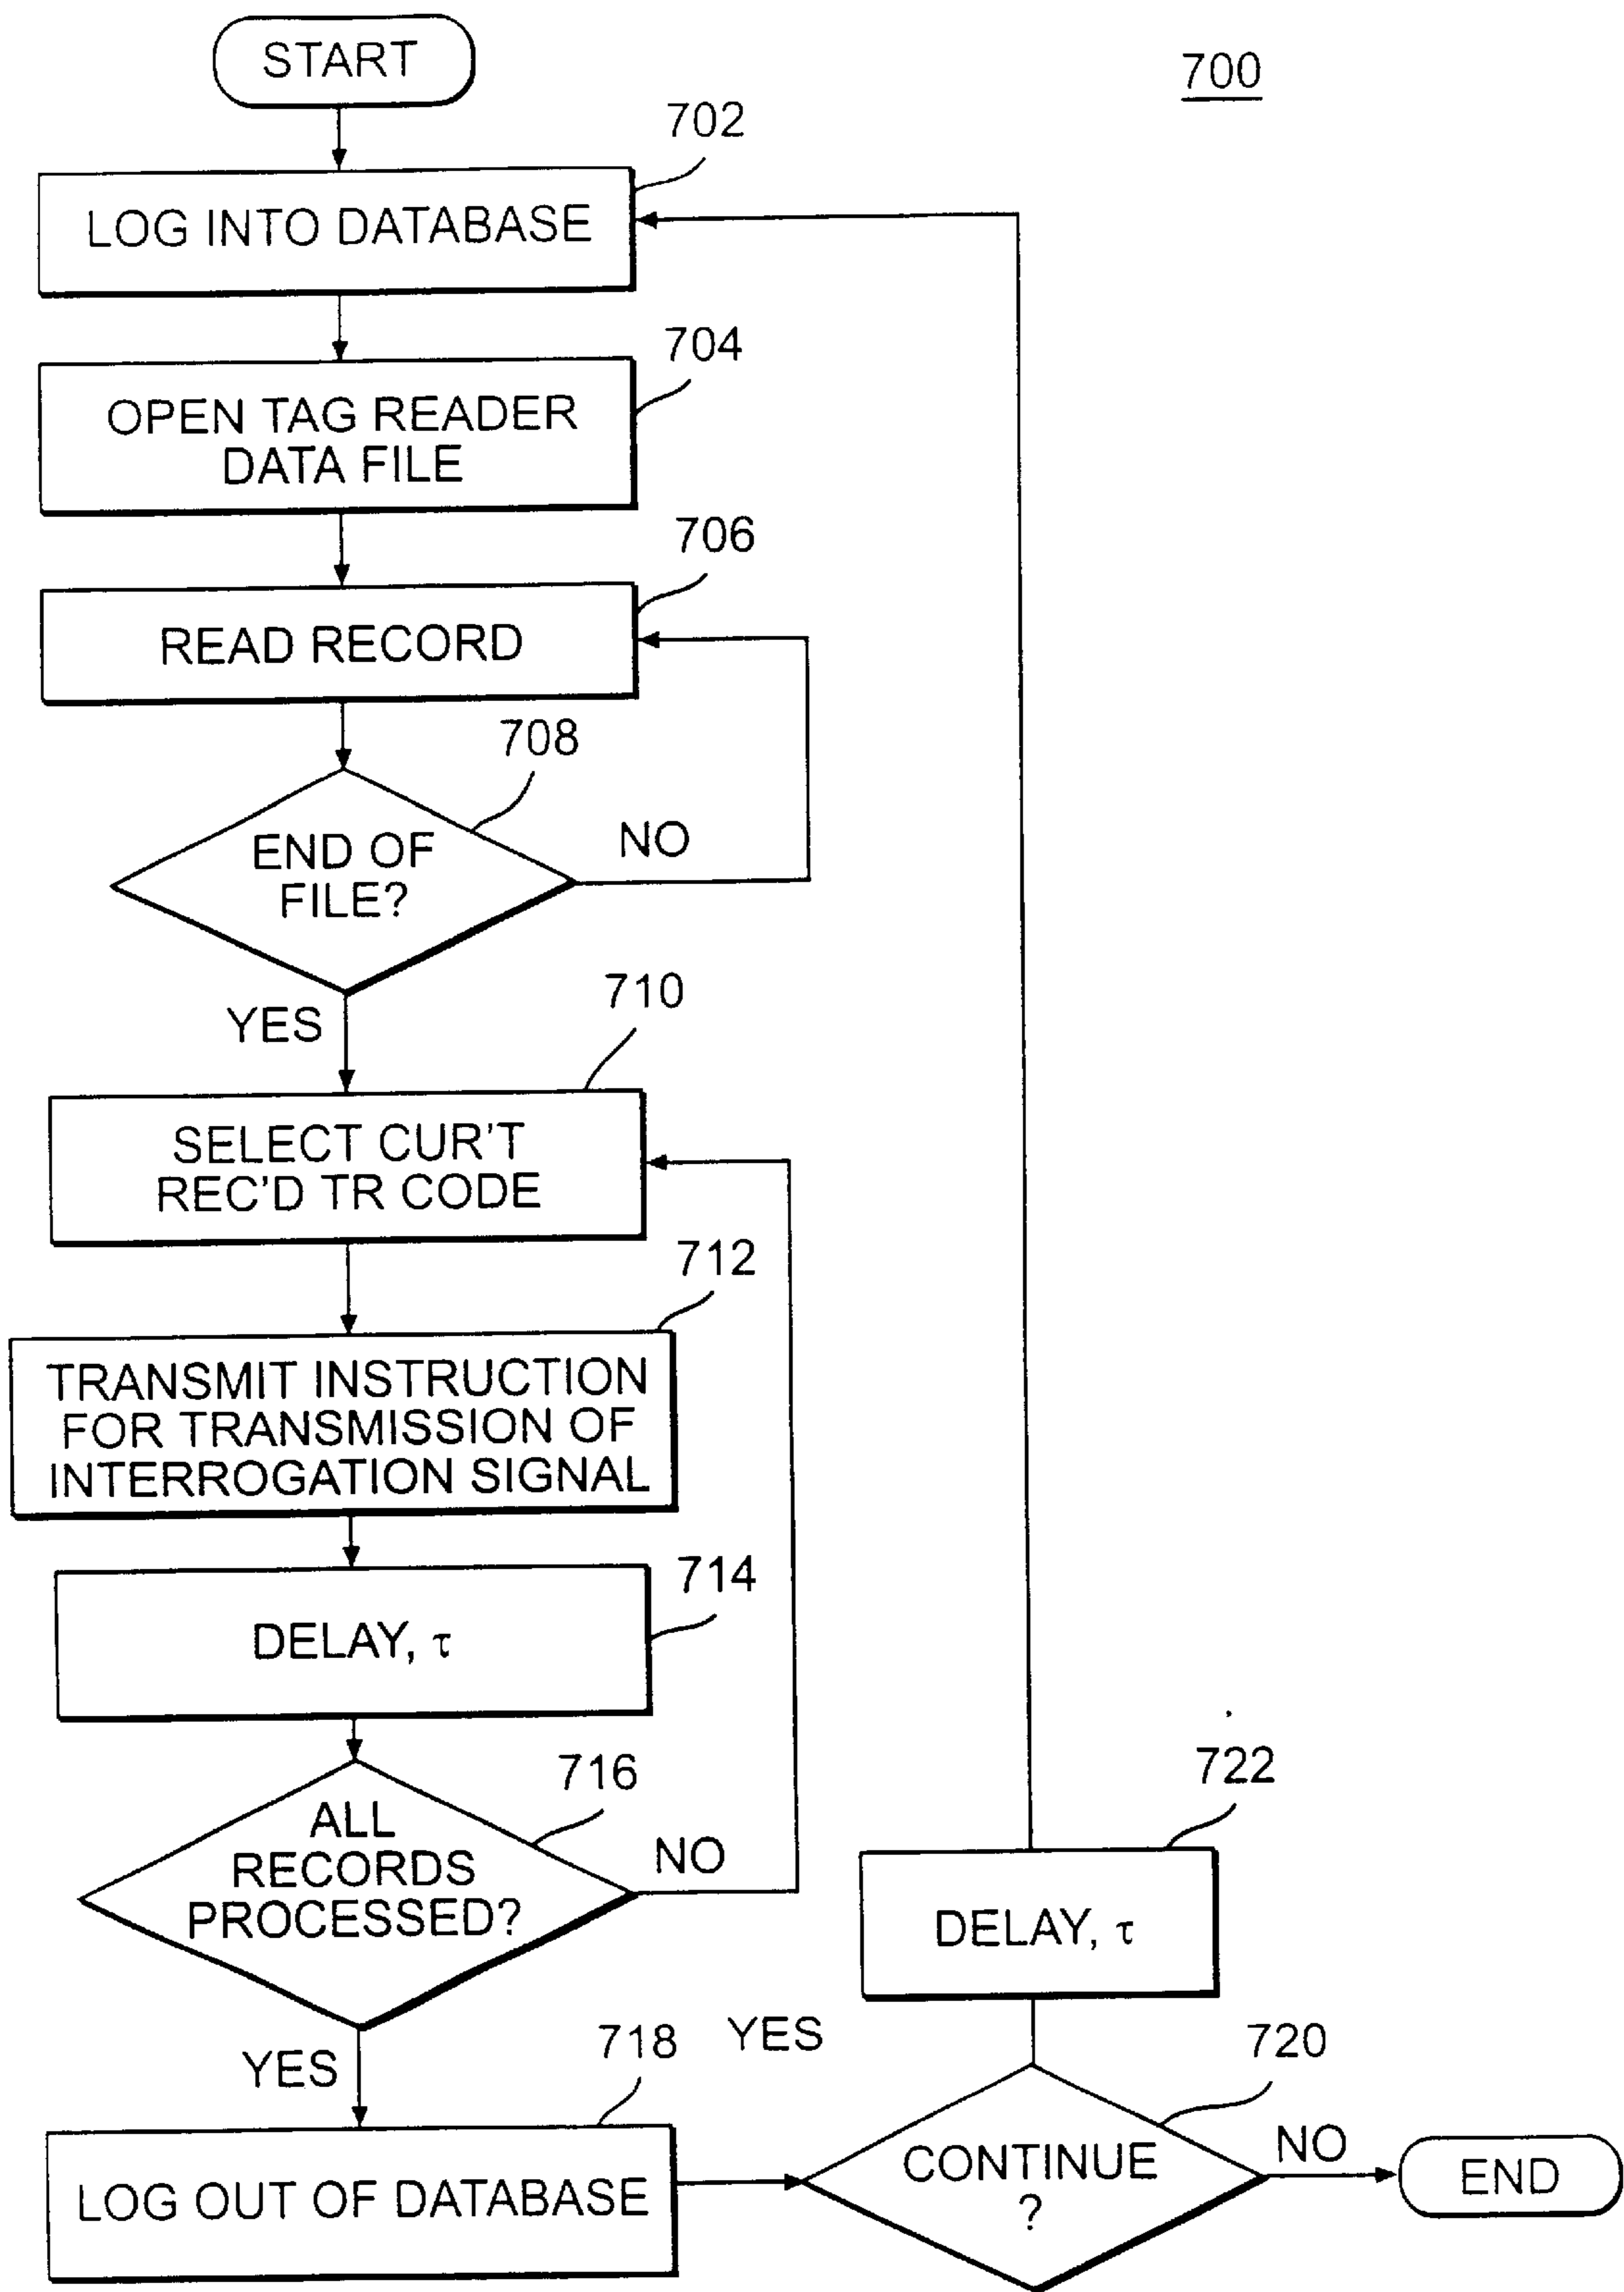 START
700
702
LOG INTO DATABASE
704
OPEN TAG READER
DATA FILE
706
READ RECORD
708
END OF
FILE?
NO
YES
710
SELECT CUR'T
REC'D TR CODE
712
TRANSMIT INSTRUCTION
FOR TRANSMISSION OF
INTERROGATION SIGNAL
714
DELAY, τ
716
ALL
RECORDS
PROCESSED?
NO
YES
718
LOG OUT OF DATABASE
722
DELAY, τ
YES
720
CONTINUE
?
NO
END